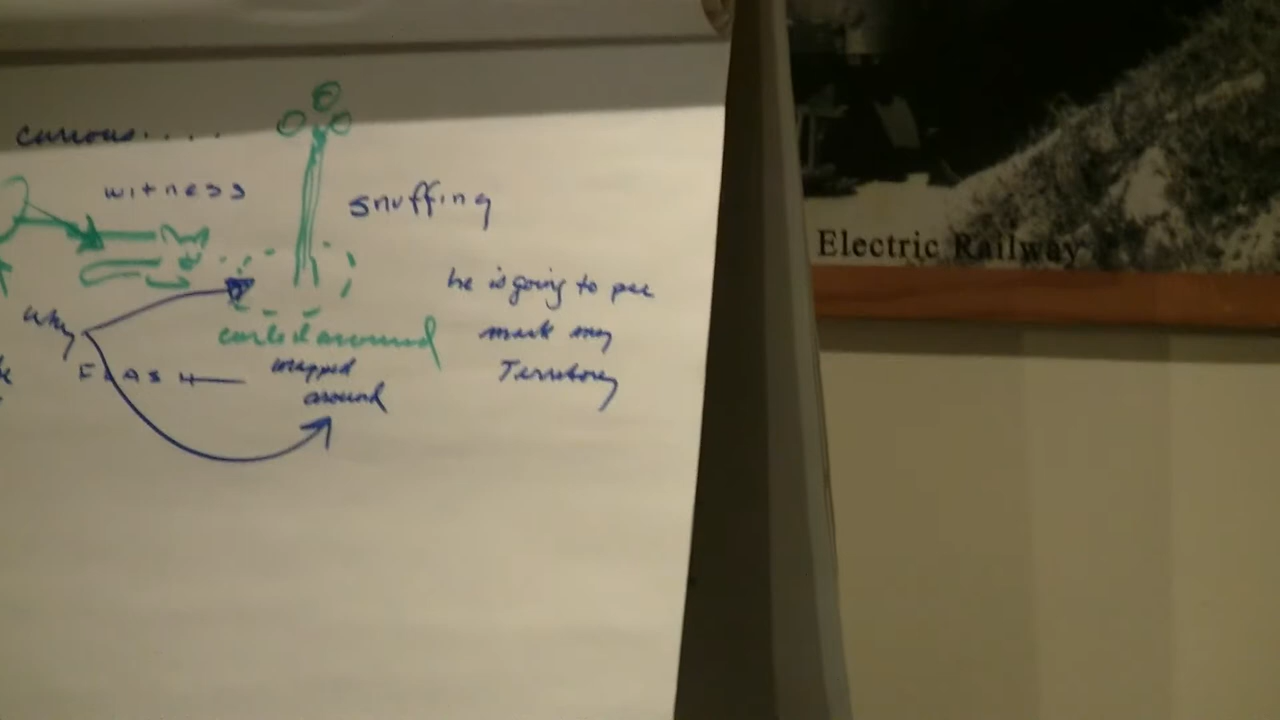 curious....
witness
snuffing
he is going to pee
mark my
Territory
why
curled around
FLASH
wrapped
around
Electric Railway